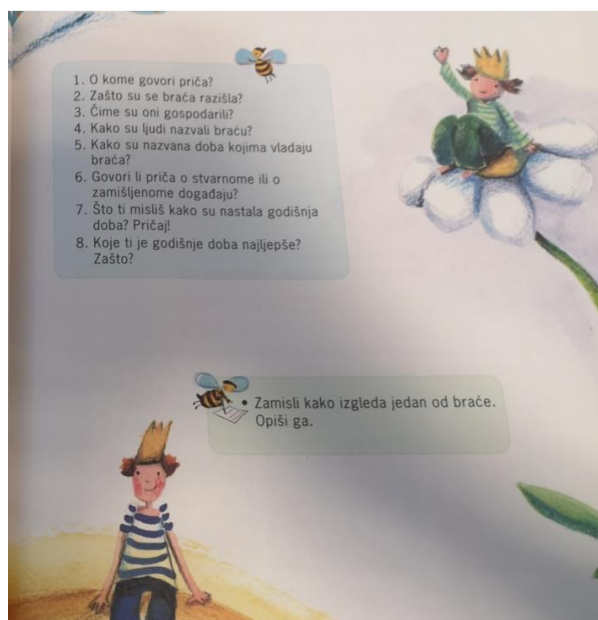 1. O kome govori priča?
2. Zašto su se braća razišla?
3. Čime su oni gospodarili?
4. Kako su ljudi nazvali braću?
5. Kako su nazvana doba kojima vladaju
braća?
6. Govori li priča o stvarnome ili o
zamišljenome događaju?
7. Što ti misliš kako su nastala godišnja
doba? Pričaj!
8. Koje ti je godišnje doba najljepše?
Zašto?
• Zamisli kako izgleda jedan od braće.
Opiši ga.